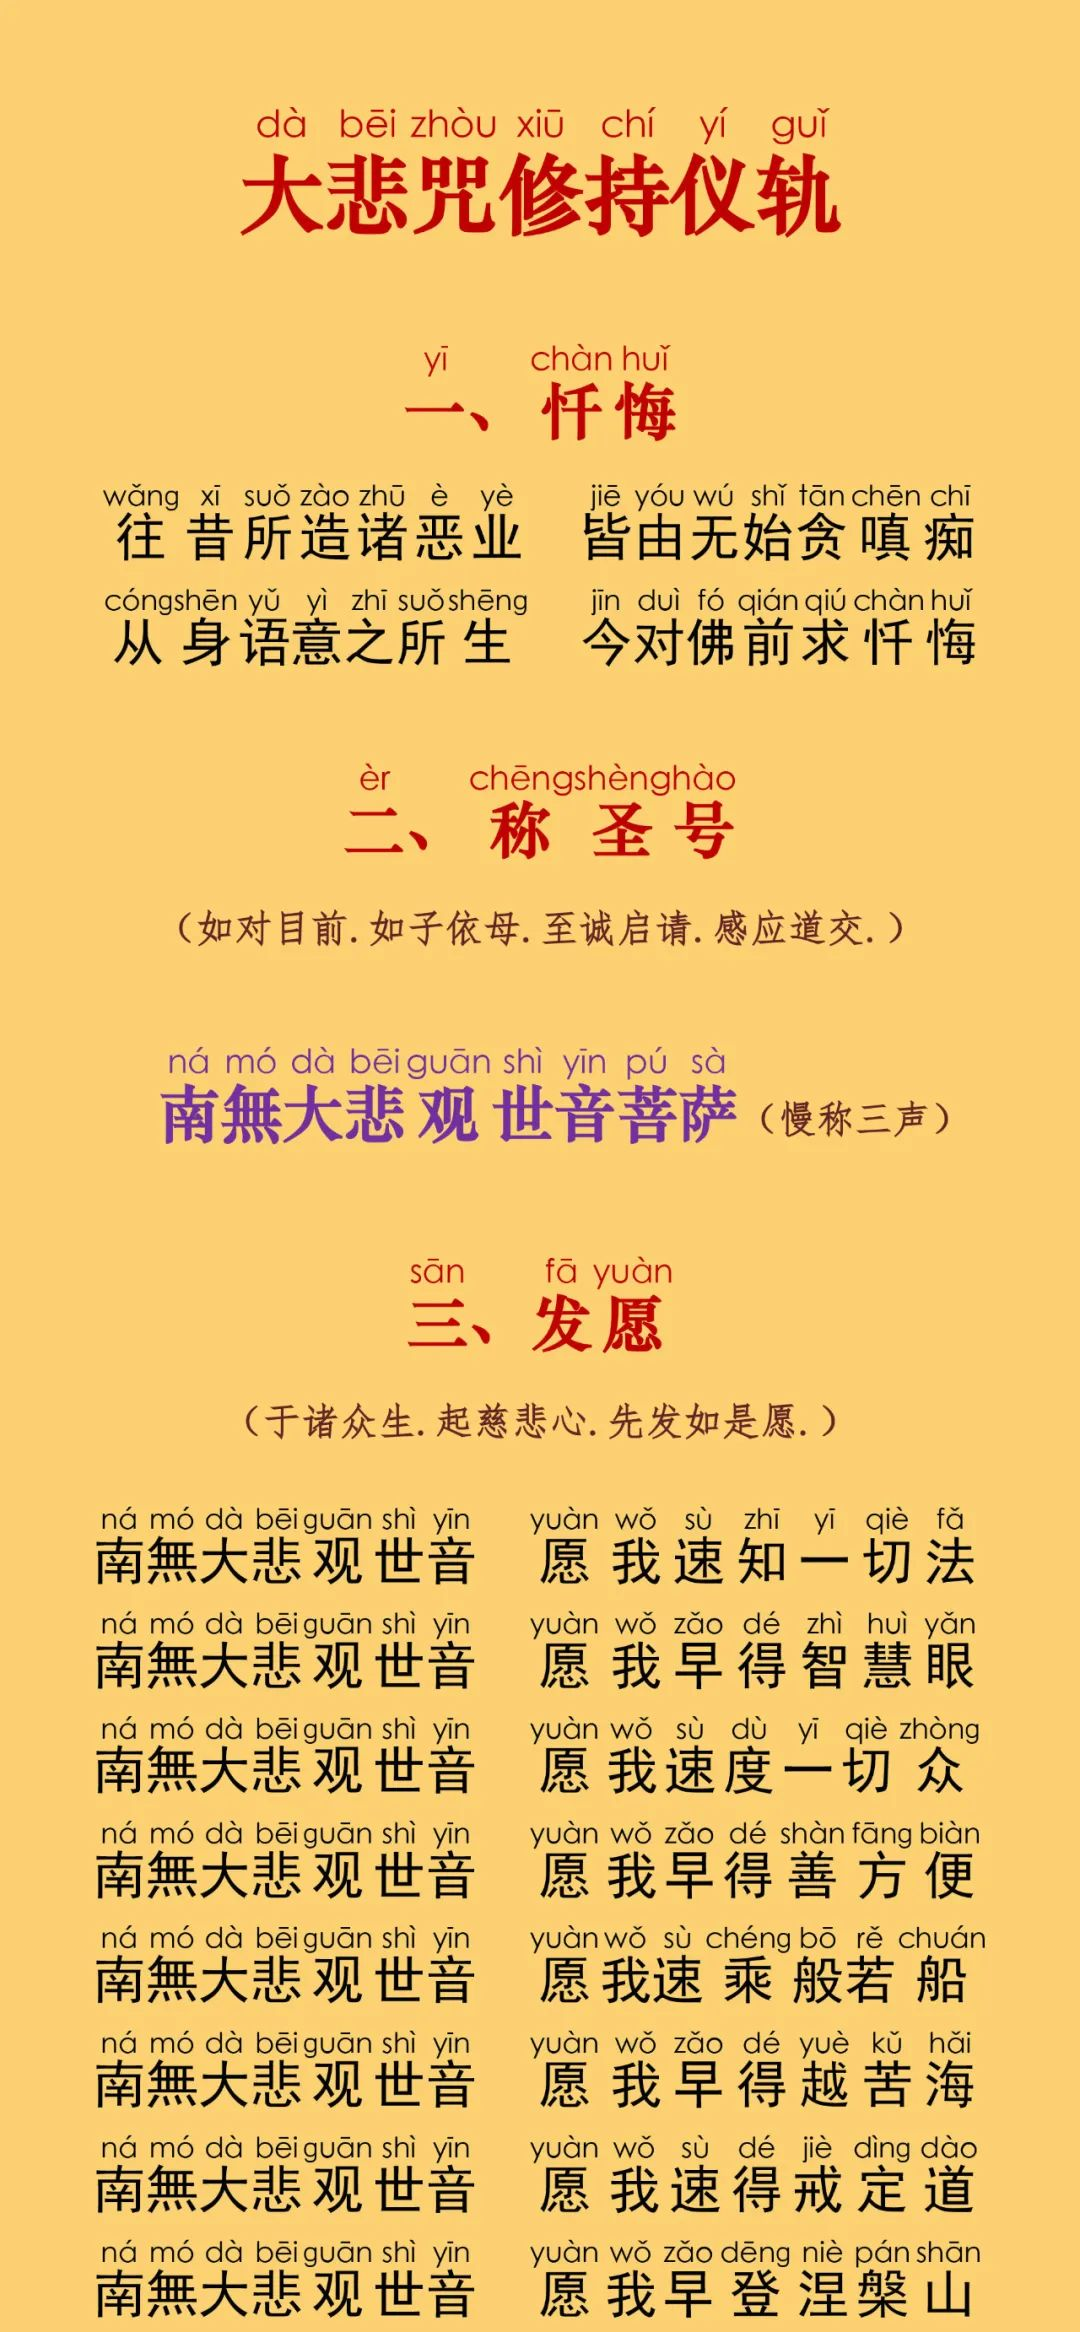 dà bēi zhòu xiū chí yí guǐ
大悲咒修持仪轨
yī chàn huǐ
一、忏悔
wǎng xī suǒ zào zhū è yè jiē yóu wú shǐ tān chēn chī
往昔所造诸恶业 皆由无始贪嗔痴
cóng shēn yǔ yì zhī suǒ shēng jīn duì fó qián qiú chàn huǐ
从身语意之所生 今对佛前求忏悔
èr chēng shèng hào
二、称圣号
（如对目前.如子依母.至诚启请.感应道交.）
ná mó dà bēi guān shì yīn pú sà
南無大悲观世音菩萨（慢称三声）
sān fā yuàn
三、发愿
（于诸众生.起慈悲心.先发如是愿.）
ná mó dà bēi guān shì yīn yuàn wǒ sù zhī yī qiè fǎ
南無大悲观世音 愿我速知一切法
ná mó dà bēi guān shì yīn yuàn wǒ zǎo dé zhì huì yǎn
南無大悲观世音 愿我早得智慧眼
ná mó dà bēi guān shì yīn yuàn wǒ sù dù yī qiè zhòng
南無大悲观世音 愿我速度一切众
ná mó dà bēi guān shì yīn yuàn wǒ zǎo dé shàn fāng biàn
南無大悲观世音 愿我早得善方便
ná mó dà bēi guān shì yīn yuàn wǒ sù chéng bō rě chuán
南無大悲观世音 愿我速乘般若船
ná mó dà bēi guān shì yīn yuàn wǒ zǎo dé yuè kǔ hǎi
南無大悲观世音 愿我早得越苦海
ná mó dà bēi guān shì yīn yuàn wǒ sù dé jiè dìng dào
南無大悲观世音 愿我速得戒定道
ná mó dà bēi guān shì yīn yuàn wǒ zǎo dēng niè pán shān
南無大悲观世音 愿我早登涅槃山